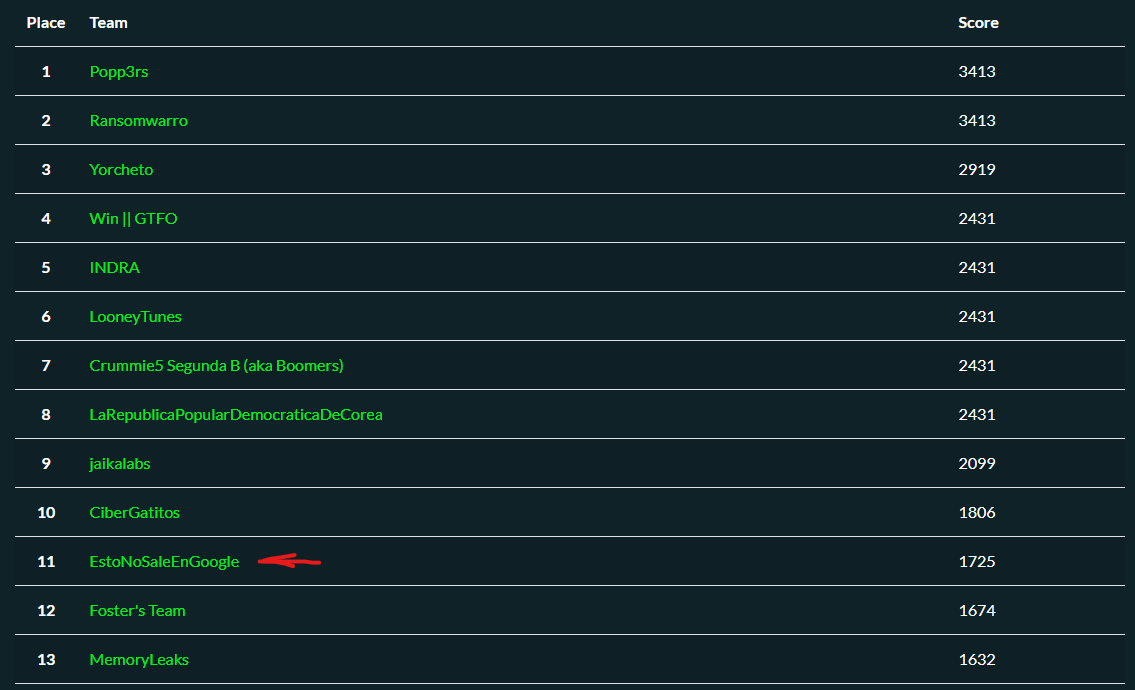 Place Team Score
1 Popp3rs 3413
2 Ransomwarro 3413
3 Yorcheto 2919
4 Win || GTFO 2431
5 INDRA 2431
6 LooneyTunes 2431
7 Crummie5 Segunda B (aka Boomers) 2431
8 LaRepublicaPopularDemocraticaDeCorea 2431
9 jaikalabs 2099
10 CiberGatitos 1806
11 EstoNoSaleEnGoogle 1725
12 Foster's Team 1674
13 MemoryLeaks 1632